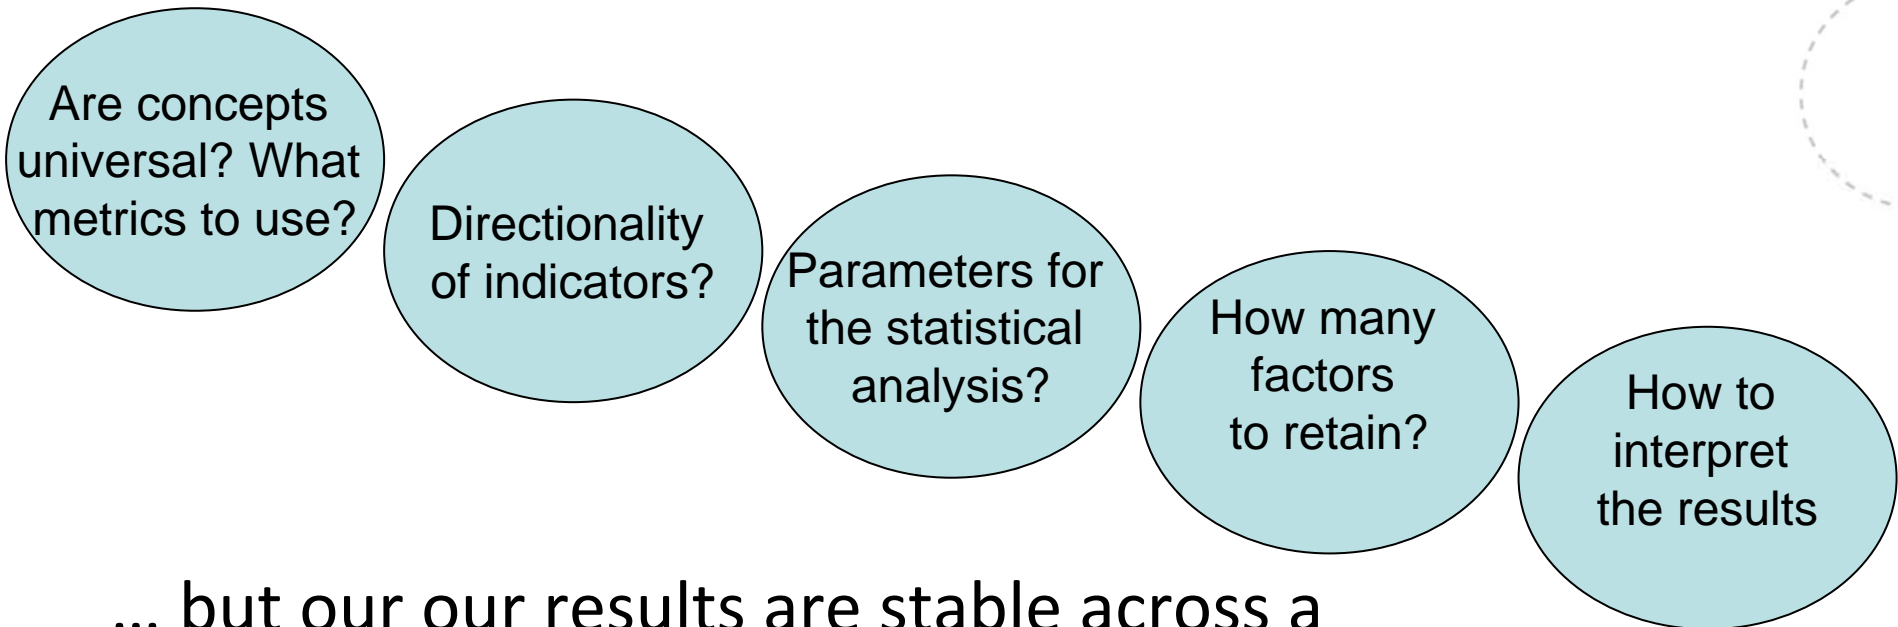 Are concepts
universal? What
metrics to use?
Directionality
of indicators?
Parameters for
the statistical
analysis?
How many
factors
to retain?
How to
interpret
the results
... but our our results are stable across a